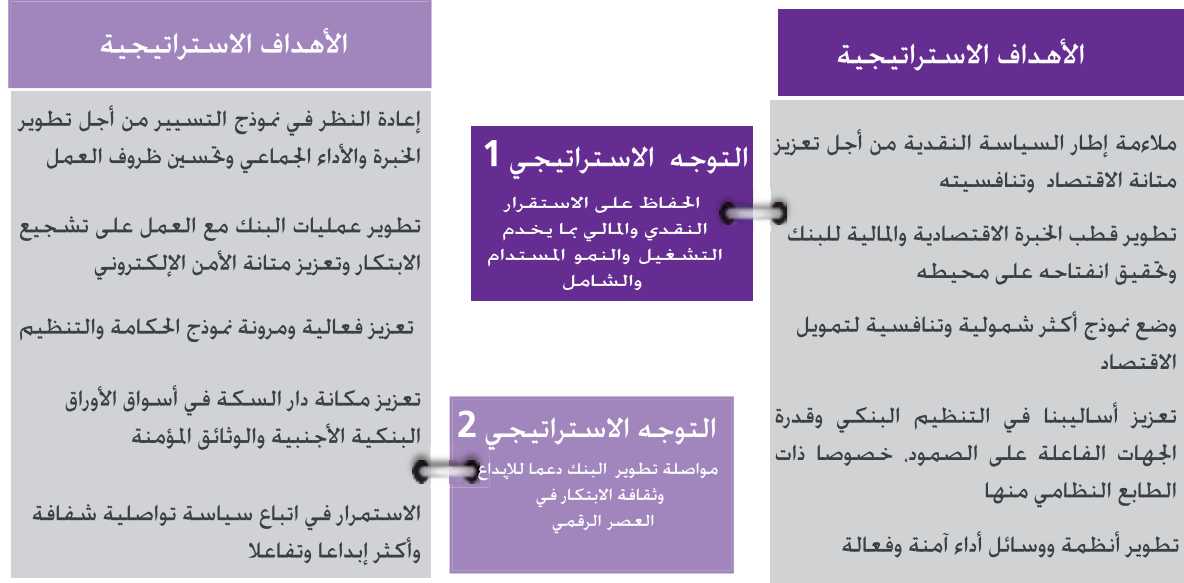 الأهداف الاستراتيجية
ملاءمة إطار السياسة النقدية من أجل تعزيز
متانة الاقتصاد وتنافسيته
تطوير قطب الخبرة الاقتصادية والمالية للبنك
وتحقيق انفتاحه على محيطه
وضع نموذج أكثر شمولية وتنافسية لتمويل
الاقتصاد
تعزيز أساليبنا في التنظيم البنكي وقدرة
الجهات الفاعلة على الصمود، خصوصا ذات
الطابع النظامي منها
تطوير أنظمة ووسائل أداء آمنة وفعالة
التوجه الاستراتيجي 1
الحفاظ على الاستقرار
النقدي والمالي بما يخدم
التشغيل والنمو المستدام
والشامل
التوجه الاستراتيجي 2
مواصلة تطوير البنك دعما للإبداع
وثقافة الابتكار في
العصر الرقمي
الأهداف الاستراتيجية
إعادة النظر في نموذج التسيير من أجل تطوير
الخبرة والأداء الجماعي وتحسين ظروف العمل
تطوير عمليات البنك مع العمل على تشجيع
الابتكار وتعزيز متانة الأمن الإلكتروني
تعزيز فعالية ومرونة نموذج الحكامة والتنظيم
تعزيز مكانة دار السكة في أسواق الأوراق
البنكية الأجنبية والوثائق المؤمنة
الاستمرار في اتباع سياسة تواصلية شفافة
وأكثر إبداعا وتفاعلا